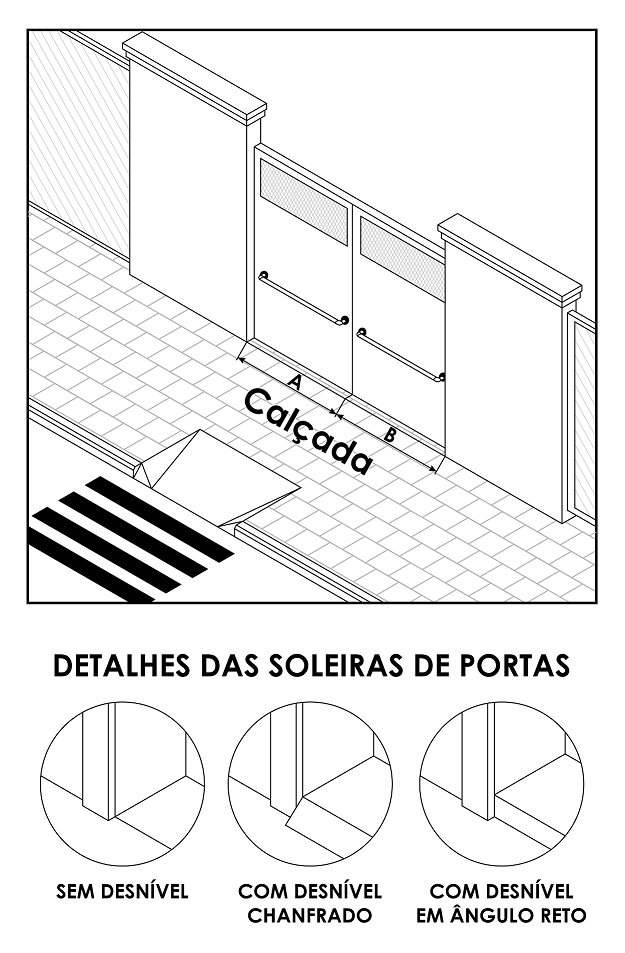 A
Calçada
B
DETALHES DAS SOLEIRAS DE PORTAS
SEM DESNÍVEL
COM DESNÍVEL
CHANFRADO
COM DESNÍVEL
EM ÂNGULO RETO